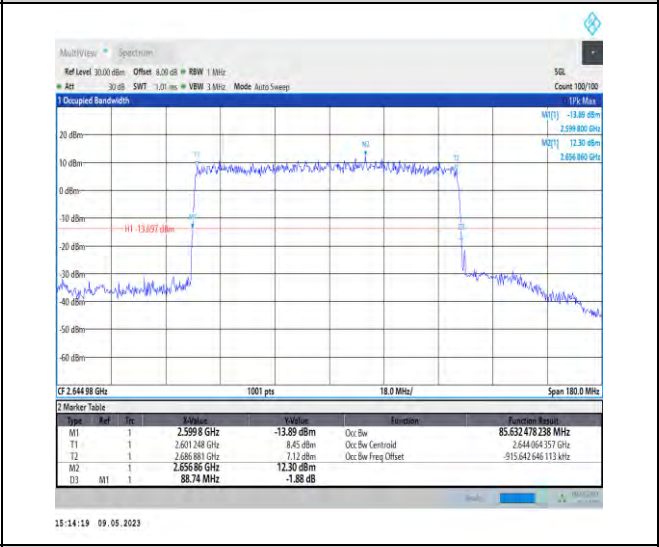 MultiView Spectrum
Ref Level 30.00 dBm Offset 8.00 dB RBW 1 MHz SGL
Att 30 dB SWT 1.01 ms VBW 3 MHz Mode Auto Sweep Count 100/100
1 Occupied Bandwidth 1Pk Max
M1[1] -13.89 dBm
2.599 800 GHz
M2[1] 12.30 dBm
2.656 860 GHz
20 dBm
M2
T1
T2
10 dBm
0 dBm
-10 dBm
M1
H1 -13.697 dBm
D3
-20 dBm
-30 dBm
-40 dBm
-50 dBm
-60 dBm
CF 2.644 98 GHz 1001 pts 18.0 MHz/ Span 180.0 MHz
2 Marker Table
Type Ref Trc X-Value Y-Value Function Function Result
M1 1 2.599 8 GHz -13.89 dBm Occ Bw 85.632 478 238 MHz
T1 1 2.601 248 GHz 8.45 dBm Occ Bw Centroid 2.644 064 357 GHz
T2 1 2.686 881 GHz 7.12 dBm Occ Bw Freq Offset -915.642 646 113 kHz
M2 1 2.656 86 GHz 12.30 dBm
D3 M1 1 88.74 MHz -1.88 dB
15:14:19 09.05.2023